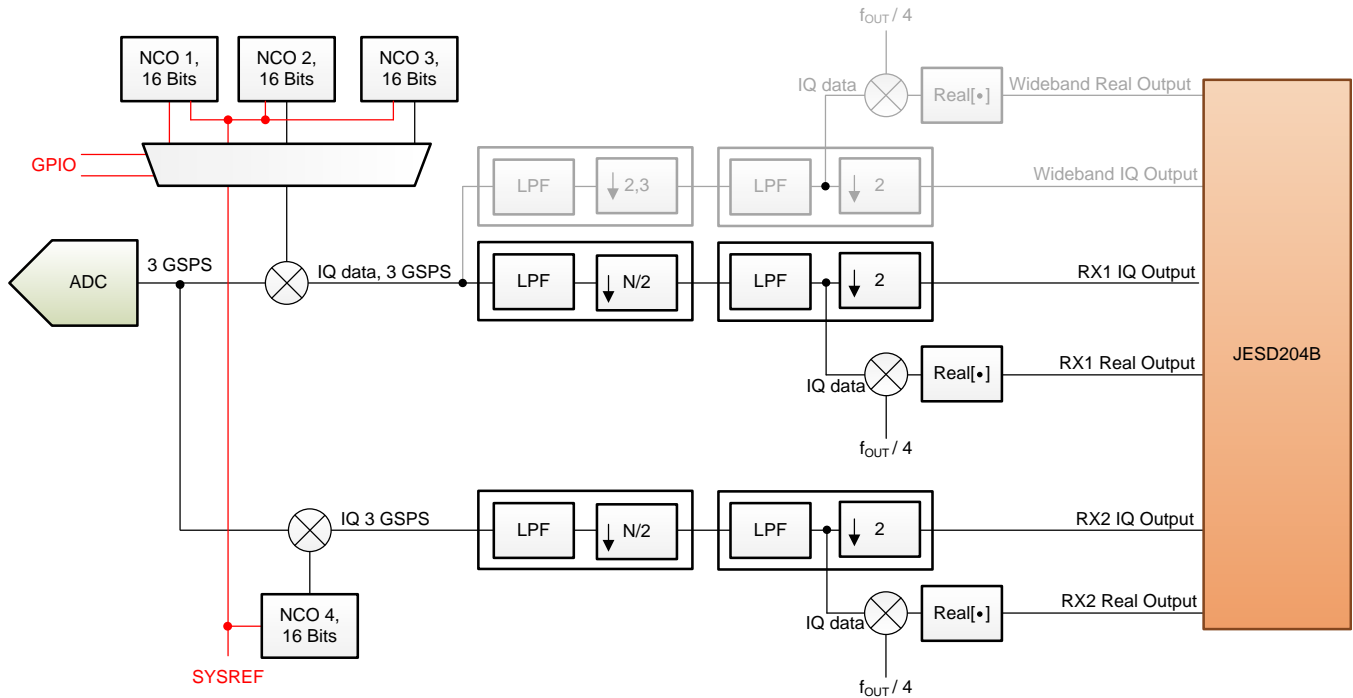 f_OUT / 4
NCO 1,
16 Bits
NCO 2,
16 Bits
NCO 3,
16 Bits
IQ data
Real[•]
Wideband Real Output
GPIO
LPF
2,3
LPF
2
Wideband IQ Output
ADC
3 GSPS
IQ data, 3 GSPS
LPF
N/2
LPF
2
RX1 IQ Output
JESD204B
IQ data
Real[•]
RX1 Real Output
f_OUT / 4
IQ 3 GSPS
LPF
N/2
LPF
2
RX2 IQ Output
NCO 4,
16 Bits
IQ data
Real[•]
RX2 Real Output
SYSREF
f_OUT / 4